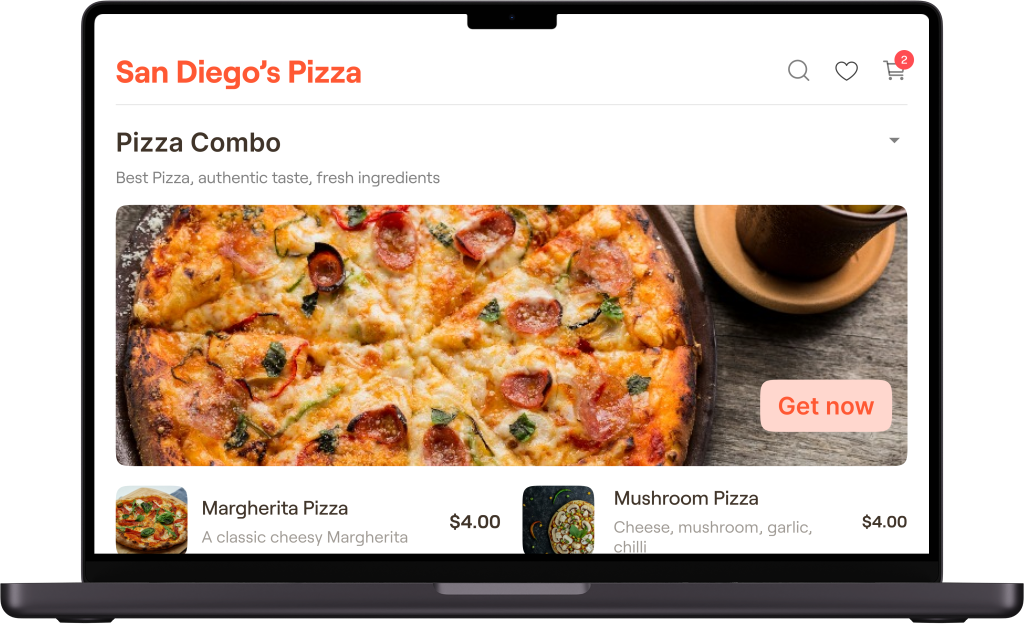 San Diego’s Pizza
2
Pizza Combo
Best Pizza, authentic taste, fresh ingredients
Get now
Margherita Pizza
A classic cheesy Margherita
$4.00
Mushroom Pizza
Cheese, mushroom, garlic,
chilli
$4.00